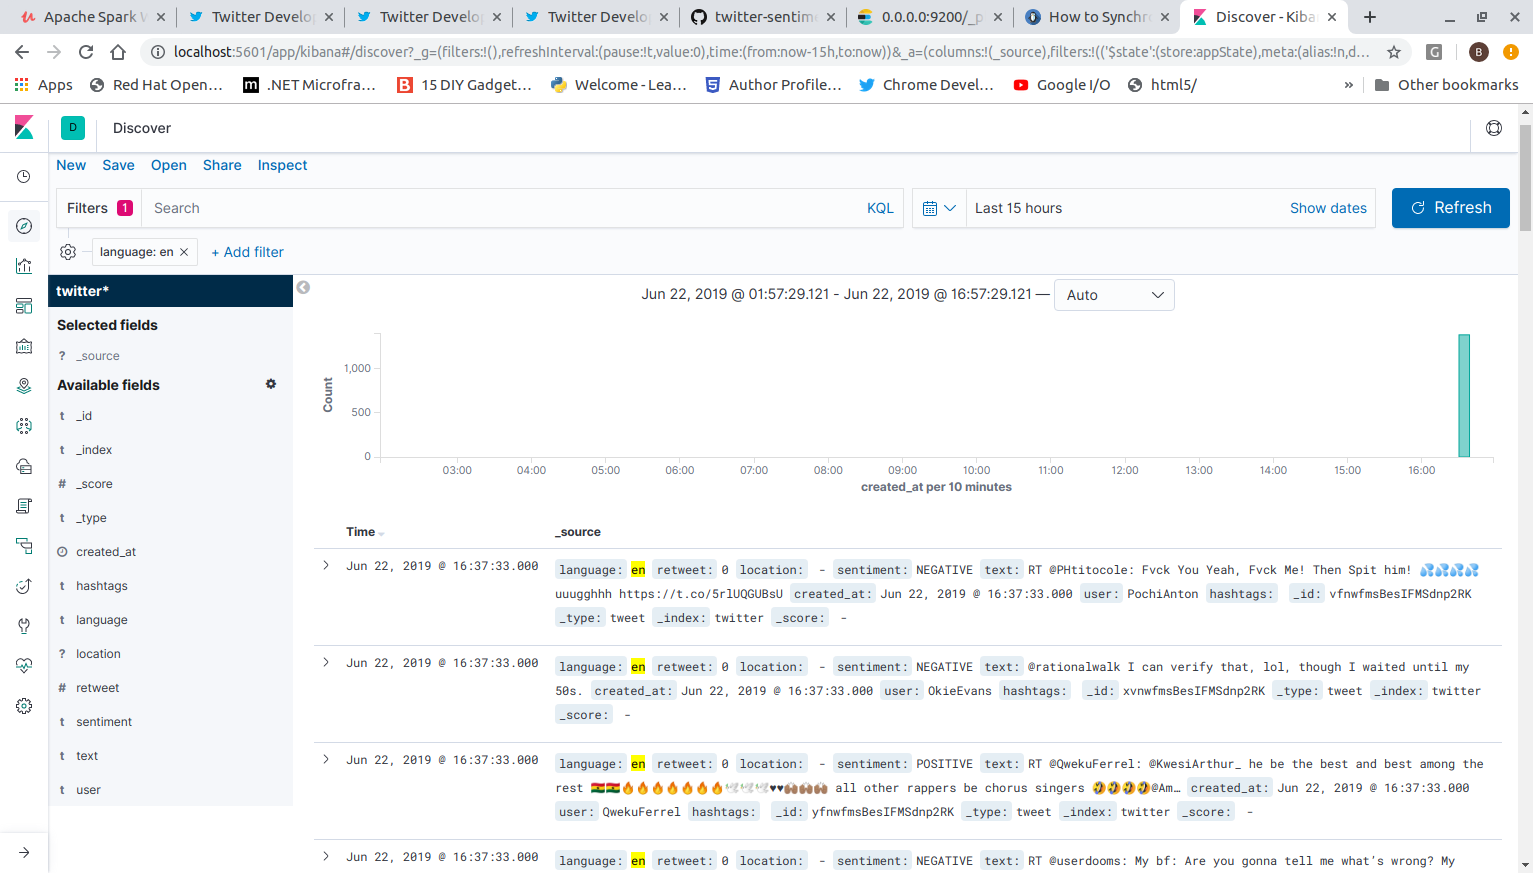 Apache Spark W
Twitter Develop
Twitter Develop
Twitter Develop
twitter-sentime
0.0.0.0:9200/_p
How to Synchro
Discover - Kiba
localhost:5601/app/kibana#/discover?_g=(filters:!(),refreshInterval:(pause:!t,value:0),time:(from:now-15h,to:now))&_a=(columns:!(_source),filters:!(('$state':(store:appState),meta:(alias:!n,d…
G
B
Apps
Red Hat Open…
m .NET Microfra…
B 15 DIY Gadget…
Welcome - Lea…
5 Author Profile…
Chrome Devel…
Google I/O
html5/
»
Other bookmarks
D
Discover
New Save Open Share Inspect
Filters 1
Search
KQL
Last 15 hours
Show dates
Refresh
language: en ×
+ Add filter
twitter*
Selected fields
? _source
Available fields
t _id
t _index
# _score
t _type
created_at
t hashtags
t language
? location
# retweet
t sentiment
t text
t user
Jun 22, 2019 @ 01:57:29.121 - Jun 22, 2019 @ 16:57:29.121 — Auto
Count
1,000
500
0
03:00 04:00 05:00 06:00 07:00 08:00 09:00 10:00 11:00 12:00 13:00 14:00 15:00 16:00
created_at per 10 minutes
Time _source
Jun 22, 2019 @ 16:37:33.000 language: en retweet: 0 location: - sentiment: NEGATIVE text: RT @PHtitocole: Fvck You Yeah, Fvck Me! Then Spit him! 💦💦💦💦
uuugghhh https://t.co/5rlUQGUBsU created_at: Jun 22, 2019 @ 16:37:33.000 user: PochiAnton hashtags: _id: vfnwfmsBesIFMSdnp2RK
_type: tweet _index: twitter _score: -
Jun 22, 2019 @ 16:37:33.000 language: en retweet: 0 location: - sentiment: NEGATIVE text: @rationalwalk I can verify that, lol, though I waited until my
50s. created_at: Jun 22, 2019 @ 16:37:33.000 user: OkieEvans hashtags: _id: xvnwfmsBesIFMSdnp2RK _type: tweet _index: twitter
_score: -
Jun 22, 2019 @ 16:37:33.000 language: en retweet: 0 location: - sentiment: POSITIVE text: RT @QwekuFerrel: @KwesiArthur_ he be the best and best among the
rest 🇬🇭🇬🇭🔥🔥🔥🔥🔥🔥🔥🕊🕊🕊♥♥🙌🏾🙌🏾🙌🏾 all other rappers be chorus singers 🤣🤣🤣🤣@Am… created_at: Jun 22, 2019 @ 16:37:33.000
user: QwekuFerrel hashtags: _id: yfnwfmsBesIFMSdnp2RK _type: tweet _index: twitter _score: -
Jun 22, 2019 @ 16:37:33.000 language: en retweet: 0 location: - sentiment: NEGATIVE text: RT @userdooms: My bf: Are you gonna tell me what's wrong? My